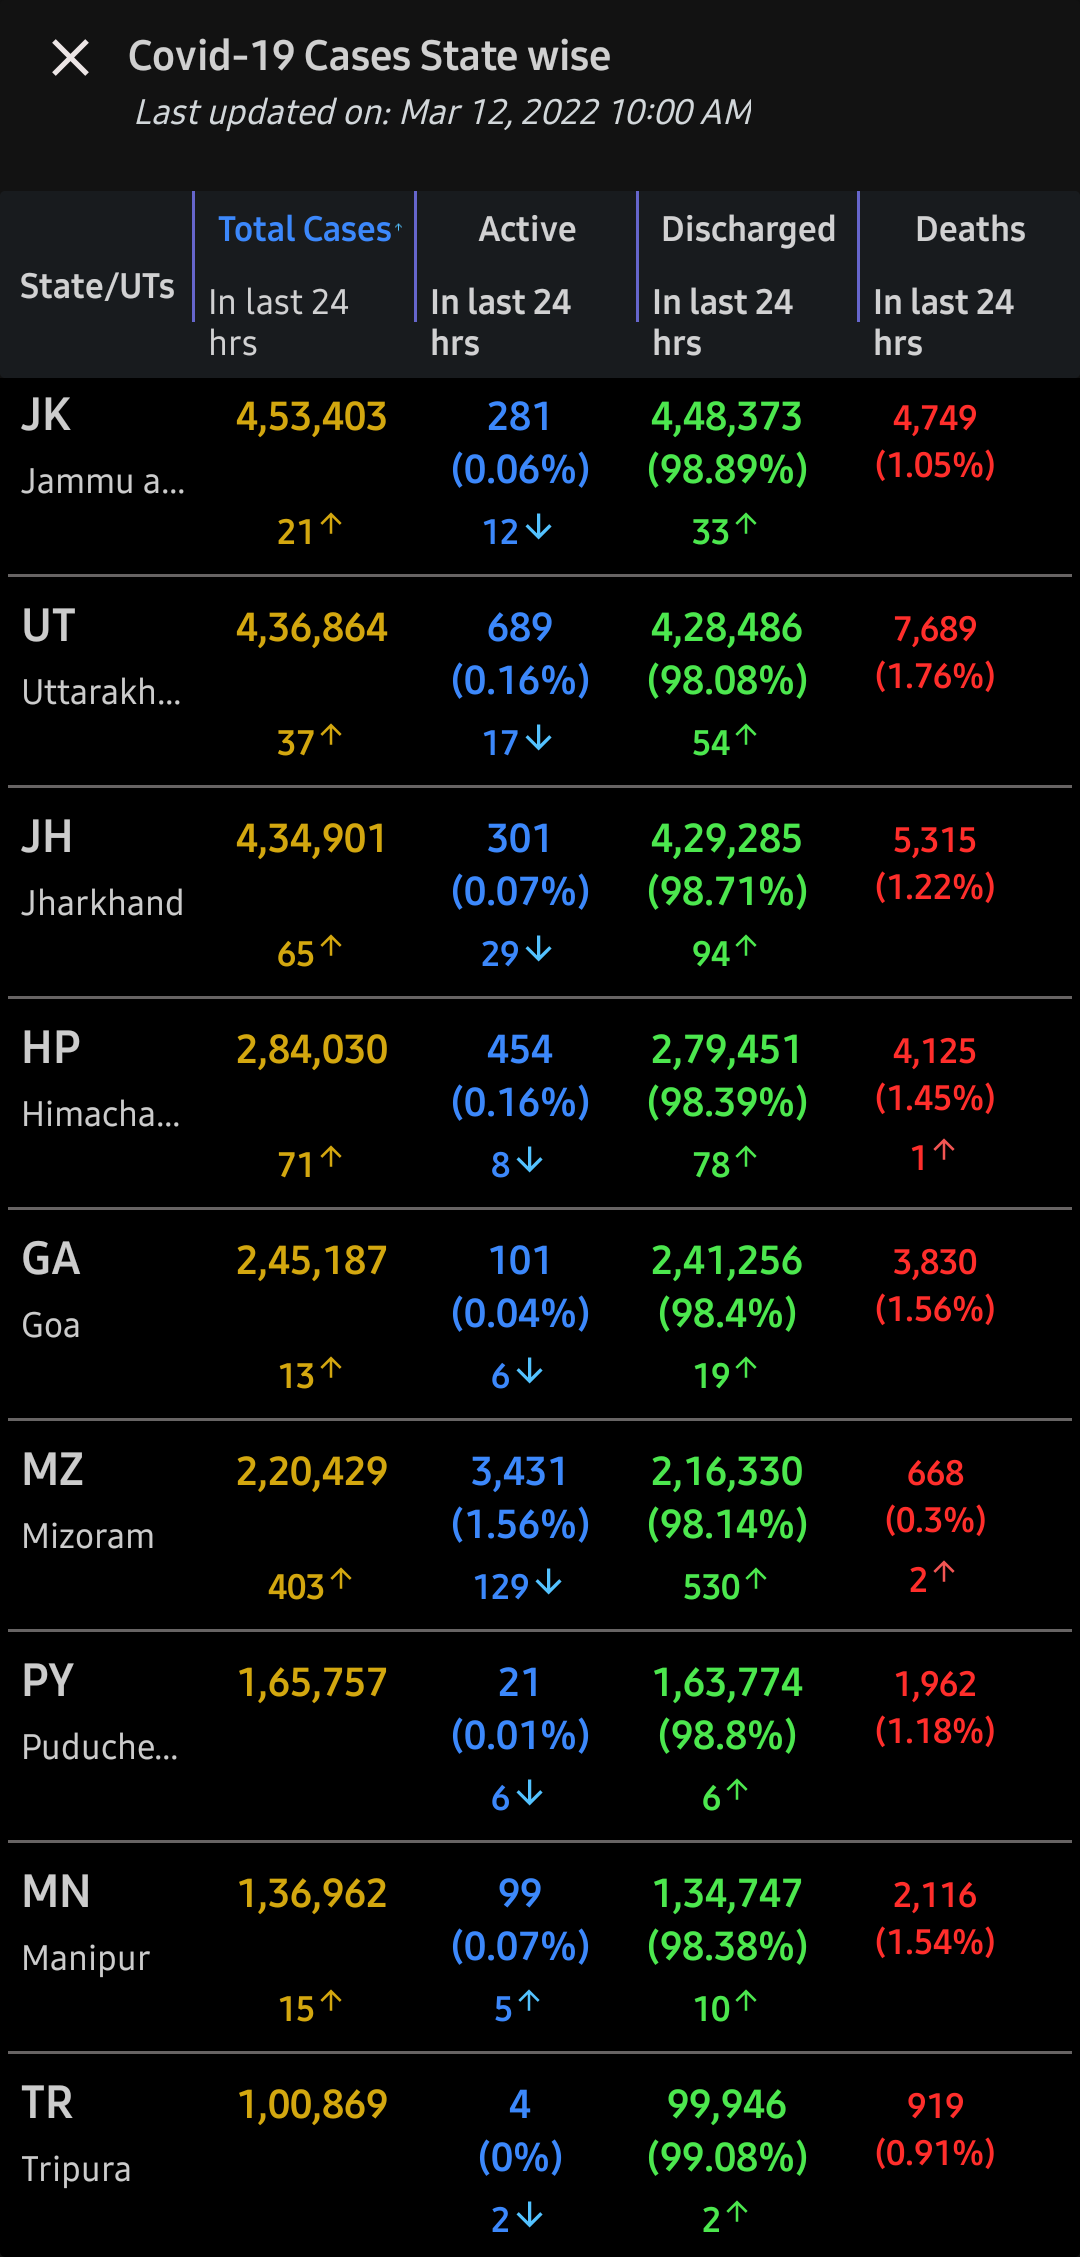 Covid-19 Cases State wise
Last updated on: Mar 12, 2022 10:00 AM
State/UTs Total Cases↑ Active Discharged Deaths
In last 24 hrs In last 24 hrs In last 24 hrs In last 24 hrs
JK 4,53,403 281 4,48,373 4,749
Jammu a... (0.06%) (98.89%) (1.05%)
21↑ 12↓ 33↑
UT 4,36,864 689 4,28,486 7,689
Uttarakh... (0.16%) (98.08%) (1.76%)
37↑ 17↓ 54↑
JH 4,34,901 301 4,29,285 5,315
Jharkhand (0.07%) (98.71%) (1.22%)
65↑ 29↓ 94↑
HP 2,84,030 454 2,79,451 4,125
Himacha... (0.16%) (98.39%) (1.45%)
71↑ 8↓ 78↑ 1↑
GA 2,45,187 101 2,41,256 3,830
Goa (0.04%) (98.4%) (1.56%)
13↑ 6↓ 19↑
MZ 2,20,429 3,431 2,16,330 668
Mizoram (1.56%) (98.14%) (0.3%)
403↑ 129↓ 530↑ 2↑
PY 1,65,757 21 1,63,774 1,962
Puduche... (0.01%) (98.8%) (1.18%)
6↓ 6↑
MN 1,36,962 99 1,34,747 2,116
Manipur (0.07%) (98.38%) (1.54%)
15↑ 5↑ 10↑
TR 1,00,869 4 99,946 919
Tripura (0%) (99.08%) (0.91%)
2↓ 2↑